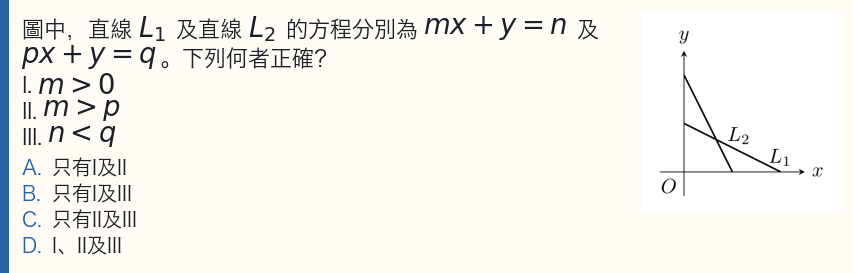 圖中，直線 L₁ 及直線 L₂ 的方程分別為 mx + y = n 及
px + y = q。下列何者正確？
I. m > 0
II. m > p
III. n < q
A. 只有I及II
B. 只有I及III
C. 只有II及III
D. I、II及III
y
L₂
L₁
x
O